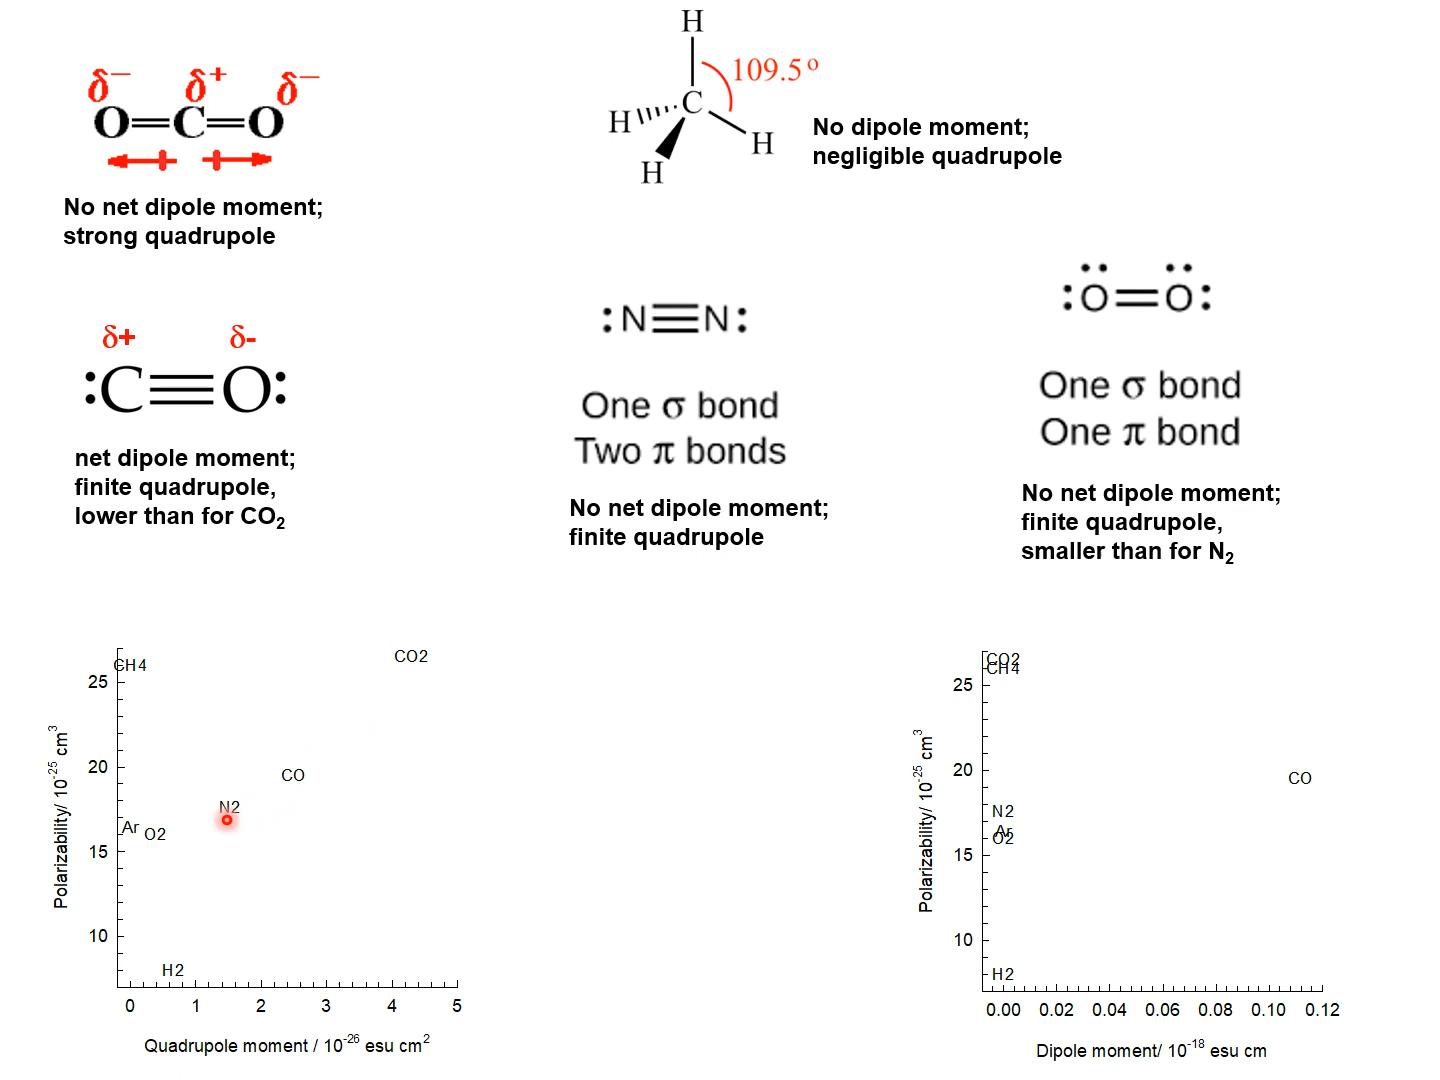 δ− δ+ δ−
O=C=O
No net dipole moment;
strong quadrupole
H
109.5°
C
H
H
H
No dipole moment;
negligible quadrupole
δ+ δ-
:C≡O:
net dipole moment;
finite quadrupole,
lower than for CO2
:N≡N:
One σ bond
Two π bonds
No net dipole moment;
finite quadrupole
:O=O:
One σ bond
One π bond
No net dipole moment;
finite quadrupole,
smaller than for N2
Polarizability/ 10-25 cm3
25
20
15
10
CH4
CO2
CO
N2
Ar
O2
H2
0 1 2 3 4 5
Quadrupole moment / 10-26 esu cm2
Polarizability/ 10-25 cm3
25
20
15
10
CO2
CH4
CO
N2
Ar
O2
H2
0.00 0.02 0.04 0.06 0.08 0.10 0.12
Dipole moment/ 10-18 esu cm